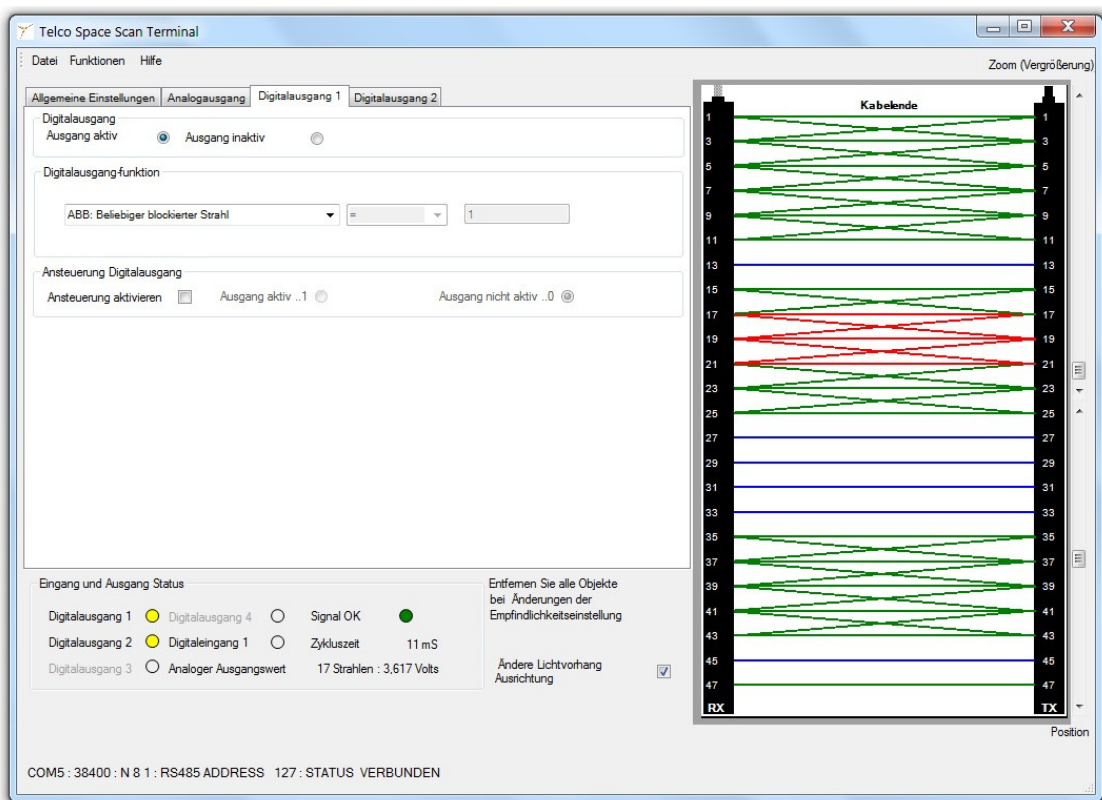 Telco Space Scan Terminal
Datei Funktionen Hilfe
Zoom (Vergrößerung)
Allgemeine Einstellungen Analogausgang Digitalausgang 1 Digitalausgang 2
Digitalausgang
Ausgang aktiv Ausgang inaktiv
Digitalausgang-funktion
ABB: Beliebiger blockierter Strahl = 1
Ansteuerung Digitalausgang
Ansteuerung aktivieren Ausgang aktiv ..1 Ausgang nicht aktiv ..0
Kabelende
1 1
3 3
5 5
7 7
9 9
11 11
13 13
15 15
17 17
19 19
21 21
23 23
25 25
27 27
29 29
31 31
33 33
35 35
37 37
39 39
41 41
43 43
45 45
47 47
RX TX
Position
Eingang und Ausgang Status
Digitalausgang 1 Digitalausgang 4 Signal OK
Digitalausgang 2 Digitaleingang 1 Zykluszeit 11 mS
Digitalausgang 3 Analoger Ausgangswert 17 Strahlen : 3,617 Volts
Entfernen Sie alle Objekte
bei Änderungen der
Empfindlichkeitseinstellung
Ändere Lichtvorhang
Ausrichtung
COM5 : 38400 : N 8 1 : RS485 ADDRESS 127 : STATUS VERBUNDEN